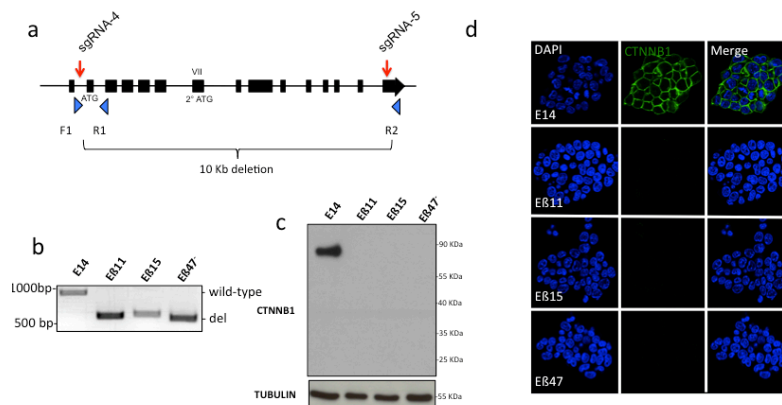 a
sgRNA-4
sgRNA-5
VII
ATG
2° ATG
F1
R1
R2
10 Kb deletion
b
E14
Eß11
Eß15
Eß47
1000bp
wild-type
500 bp
del
c
E14
Eß11
Eß15
Eß47
90 KDa
55 KDa
40 KDa
CTNNB1
35 KDa
25 KDa
TUBULIN
55 KDa
d
DAPI
CTNNB1
Merge
E14
Eß11
Eß15
Eß47